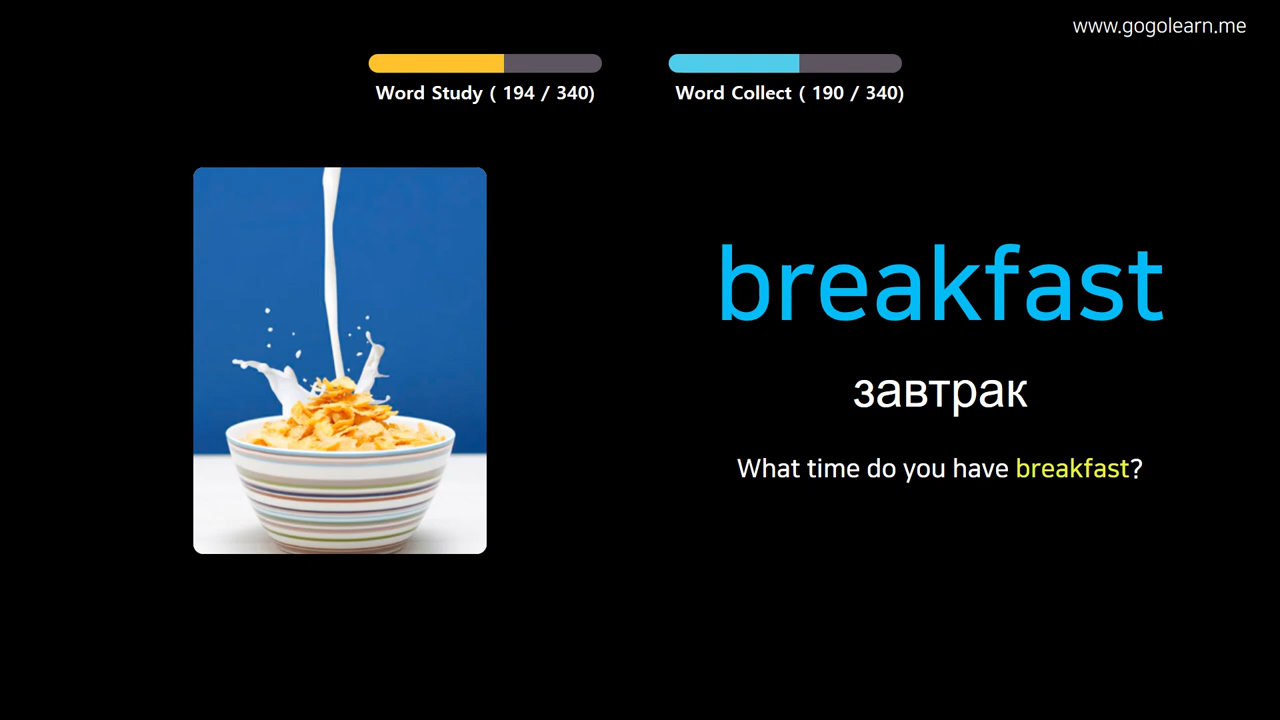 www.gogolearn.me
Word Study ( 194 / 340)
Word Collect ( 190 / 340)
breakfast
завтрак
What time do you have breakfast?